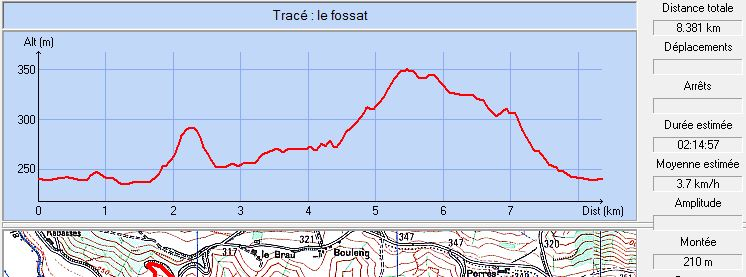 Tracé : le fossat
Alt (m)
350
300
250
0 1 2 3 4 5 6 7 Dist (km)
Distance totale
8.381 km
Déplacements
Arrêts
Durée estimée
02:14:57
Moyenne estimée
3.7 km/h
Amplitude
Montée
210 m
321
le Brau
Bouleng
347
317
347
320